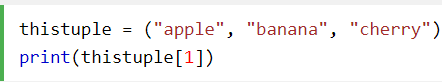 thistuple = ("apple", "banana", "cherry")
print(thistuple[1])